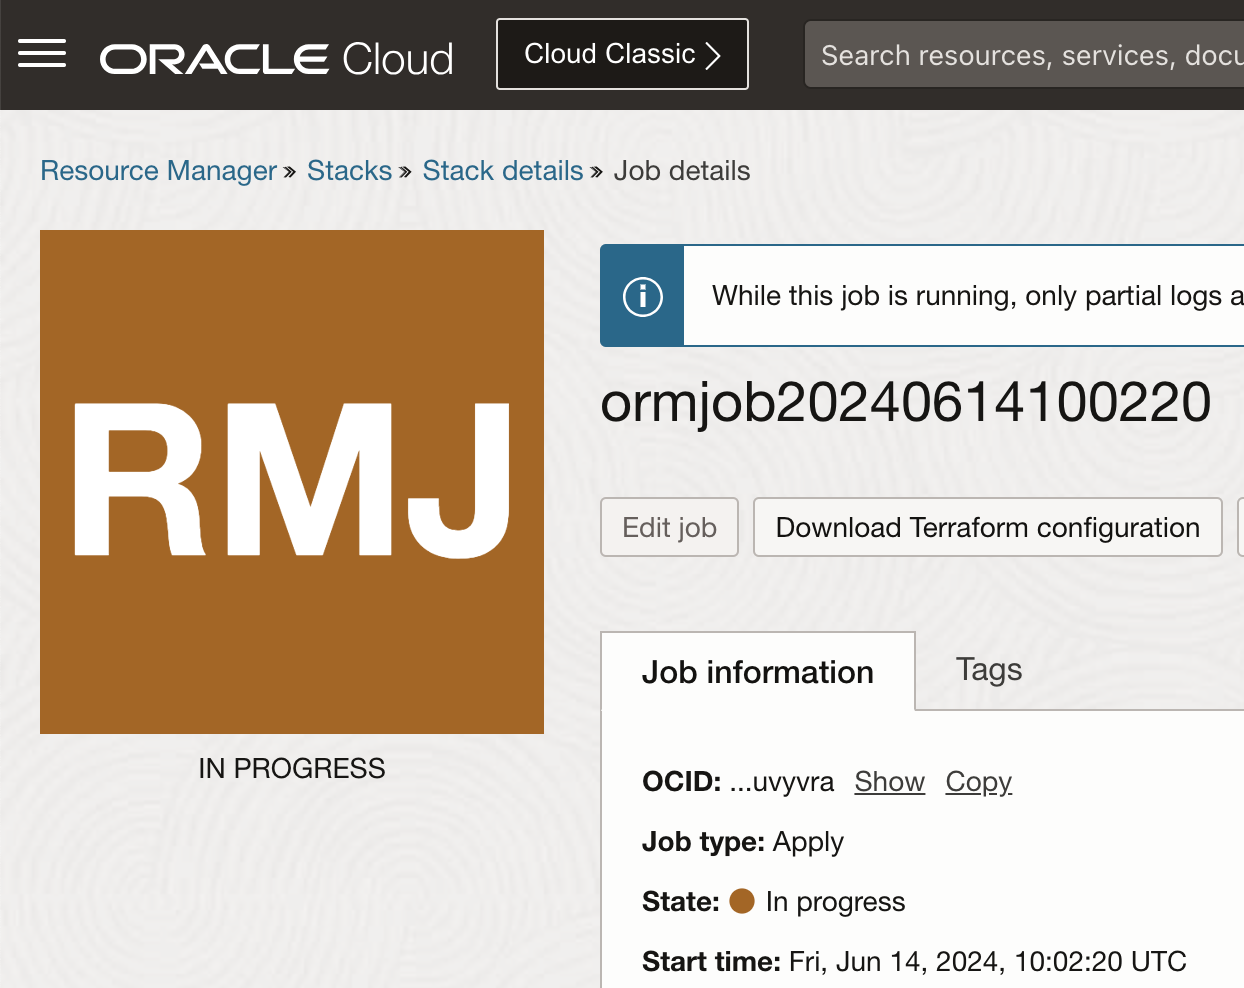 ORACLE Cloud
Cloud Classic
Search resources, services, docu
Resource Manager » Stacks » Stack details » Job details
RMJ
IN PROGRESS
While this job is running, only partial logs a
ormjob20240614100220
Edit job
Download Terraform configuration
Job information
Tags
OCID: ...uvyvra Show Copy
Job type: Apply
State: In progress
Start time: Fri, Jun 14, 2024, 10:02:20 UTC